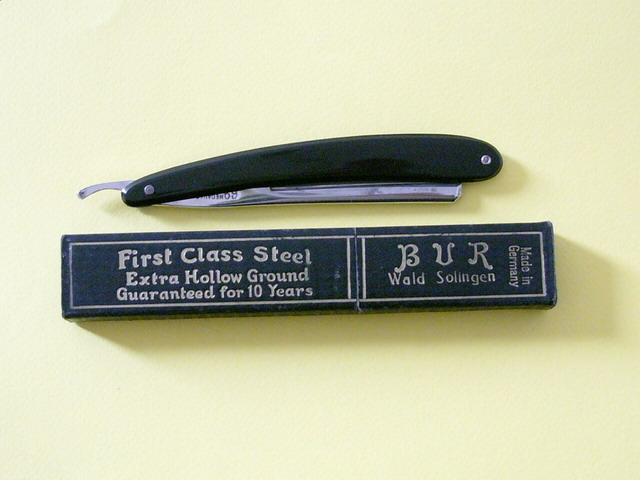 First Class Steel
Extra Hollow Ground
Guaranteed for 10 Years
B U R
Wald Solingen
Made in
Germany